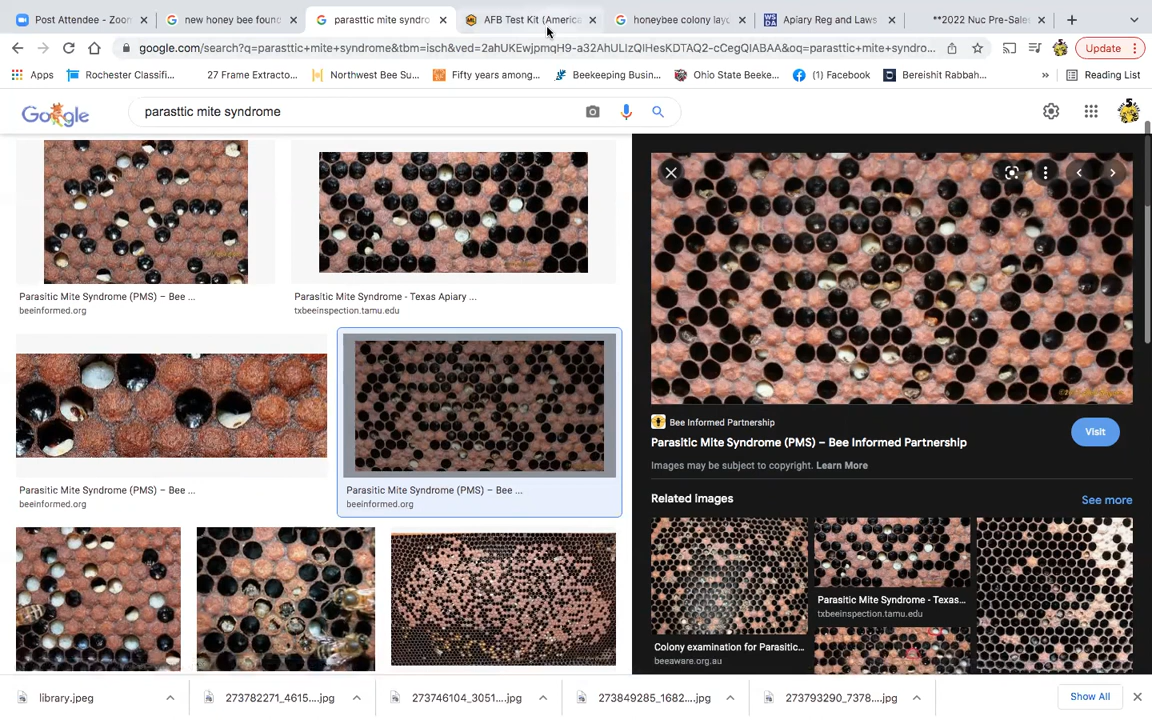 Post Attendee - Zoon
new honey bee found
parasttic mite syndro
AFB Test Kit (America
honeybee colony layo
Apiary Reg and Laws
**2022 Nuc Pre-Sale
google.com/search?q=parasttic+mite+syndrome&tbm=isch&ved=2ahUKEwjpmqH9-a32AhULIzQIHesKDTAQ2-cCegQIABAA&oq=parasttic+mite+syndro...
Update
Apps
Rochester Classifi...
27 Frame Extracto...
Northwest Bee Su...
Fifty years among...
Beekeeping Busin...
Ohio State Beeke...
(1) Facebook
Bereishit Rabbah...
»
Reading List
Google
parasttic mite syndrome
Parasitic Mite Syndrome (PMS) – Bee ...
beeinformed.org
Parasitic Mite Syndrome - Texas Apiary ...
txbeeinspection.tamu.edu
Parasitic Mite Syndrome (PMS) – Bee ...
beeinformed.org
Parasitic Mite Syndrome (PMS) – Bee ...
beeinformed.org
Bee Informed Partnership
Parasitic Mite Syndrome (PMS) – Bee Informed Partnership
Visit
Images may be subject to copyright. Learn More
Related images
See more
Colony examination for Parasitic...
beeaware.org.au
Parasitic Mite Syndrome - Texas...
txbeeinspection.tamu.edu
library.jpeg
273782271_4615....jpg
273746104_3051....jpg
273849285_1682....jpg
273793290_7378....jpg
Show All